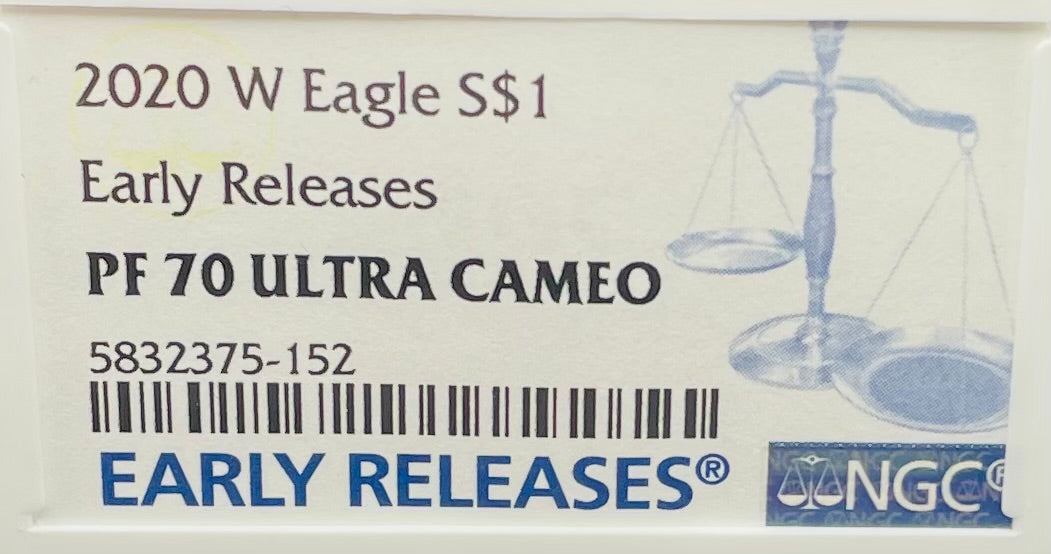 2020 W Eagle S$1
Early Releases
PF 70 ULTRA CAMEO
5832375-152
EARLY RELEASES®
NGC®